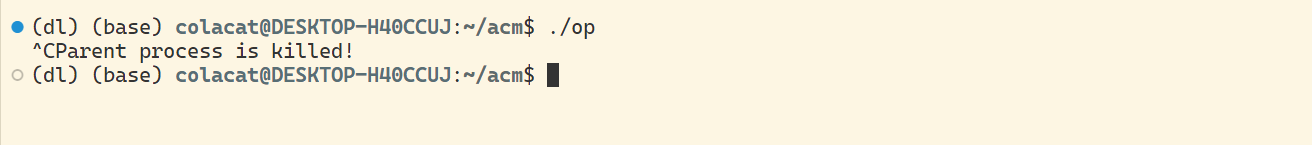 (dl) (base) colacat@DESKTOP-H40CCUJ:~/acm$ ./op
^CParent process is killed!
(dl) (base) colacat@DESKTOP-H40CCUJ:~/acm$